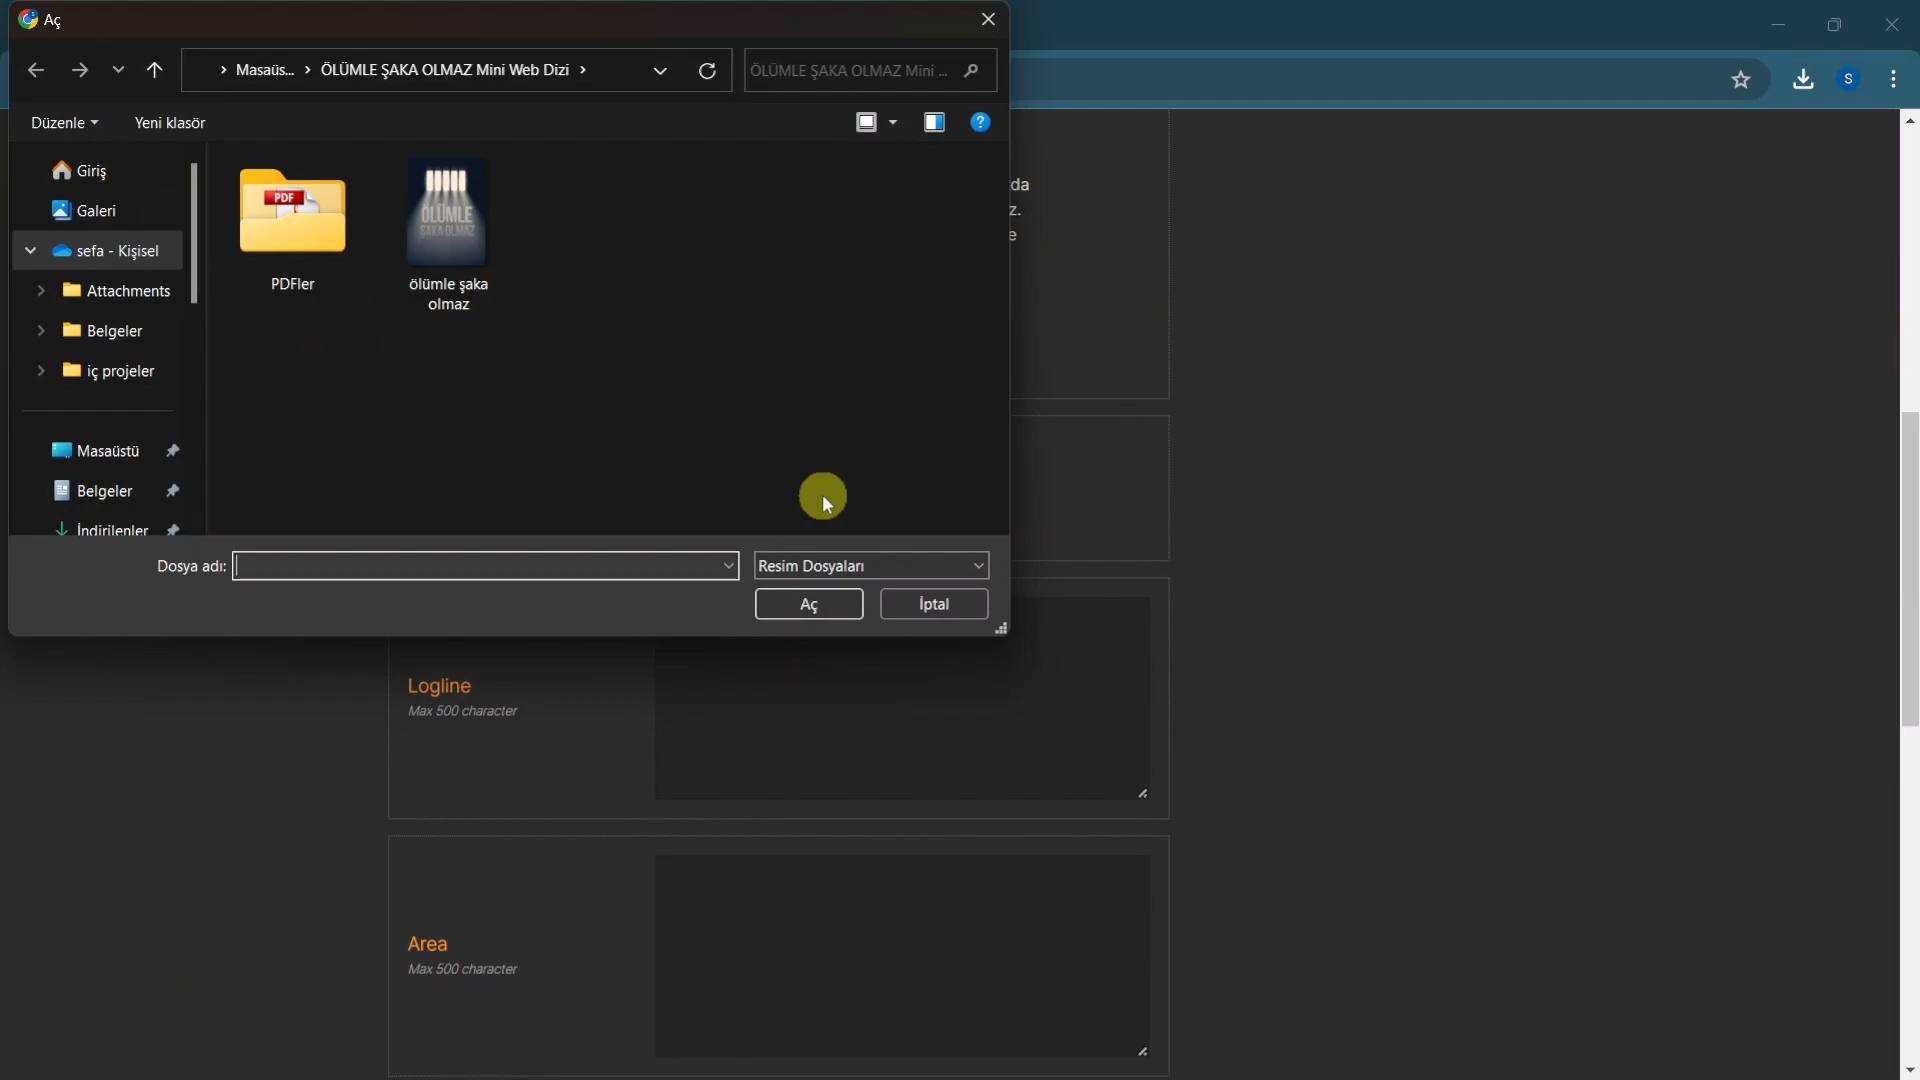 Aç
Masaüs... › ÖLÜMLE ŞAKA OLMAZ Mini Web Dizi ›
ÖLÜMLE ŞAKA OLMAZ Mini ...
S
Düzenle
Yeni klasör
?
Giriş
Galeri
sefa - Kişisel
Attachments
Belgeler
iç projeler
Masaüstü
Belgeler
İndirilenler
PDF
PDFler
ÖLÜMLE
ŞAKA OLMAZ
ölümle şaka
olmaz
da
z.
e
Dosya adı:
Resim Dosyaları
Aç
İptal
Logline
Max 500 character
Area
Max 500 character